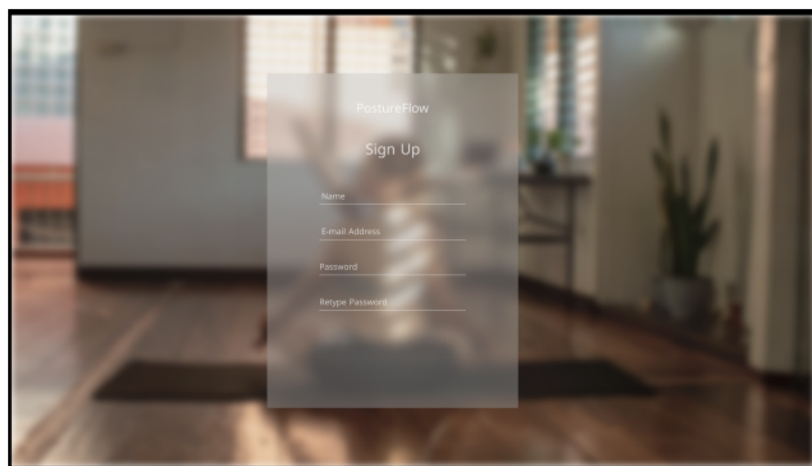 PostureFlow
Sign Up
Name
E-mail Address
Password
Retype Password